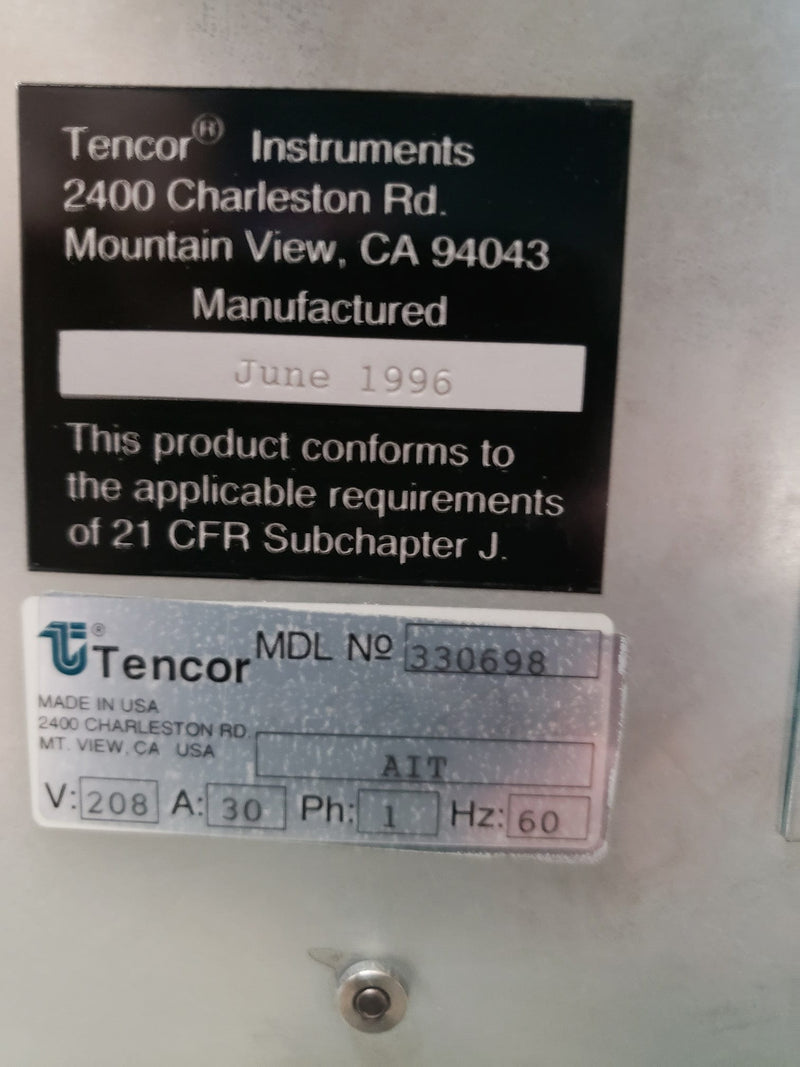 Tencor® Instruments
2400 Charleston Rd.
Mountain View, CA 94043
Manufactured
June 1996
This product conforms to
the applicable requirements
of 21 CFR Subchapter J.
® Tencor MDL Nº 330698
MADE IN USA
2400 CHARLESTON RD.
MT. VIEW, CA USA
AIT
V: 208 A: 30 Ph: 1 Hz: 60